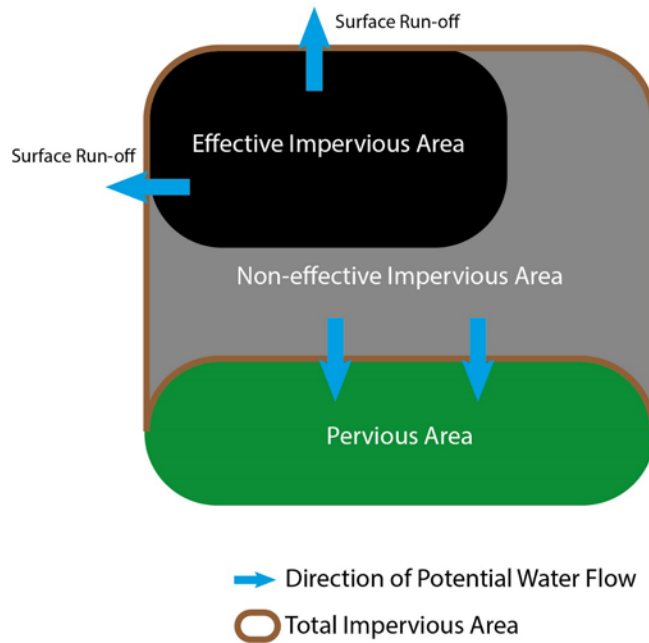 Surface Run-off
Effective Impervious Area
Surface Run-off
Non-effective Impervious Area
Pervious Area
Direction of Potential Water Flow
Total Impervious Area